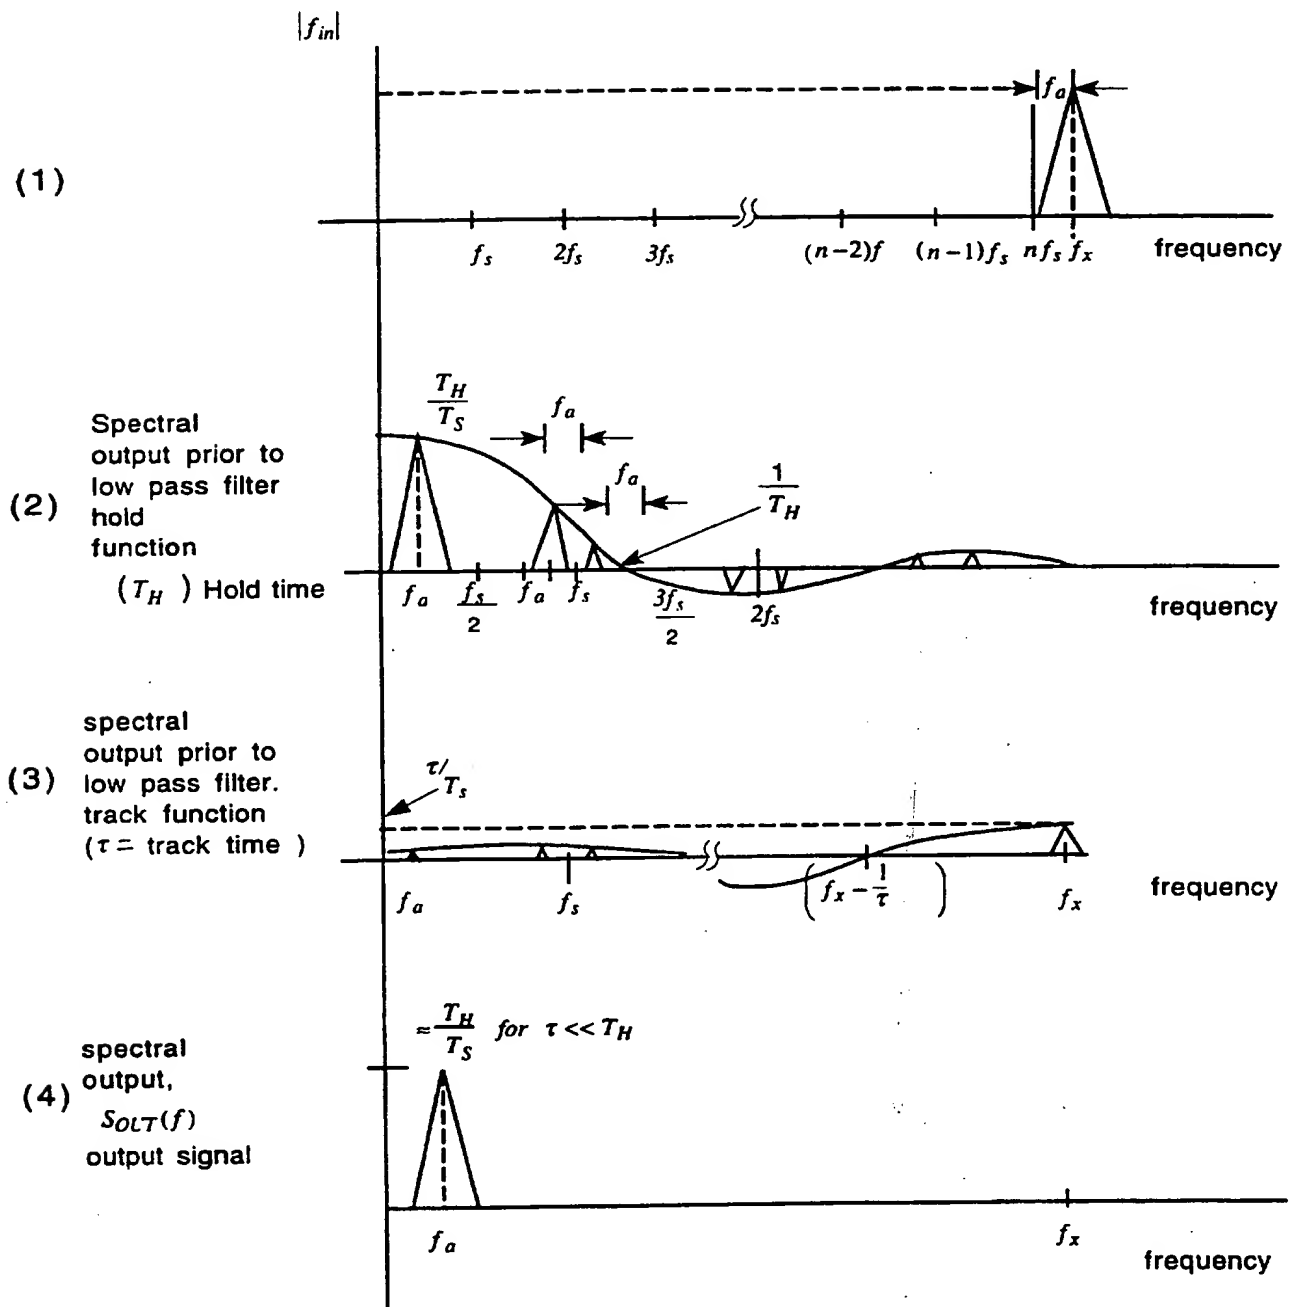 |f_in|
(1)
f_a
f_s 2f_s 3f_s (n−2)f (n−1)f_s nf_s f_x frequency
(2)
Spectral
output prior to
low pass filter
hold
function
(T_H) Hold time
T_H/T_S
f_a
f_a
1/T_H
f_a f_s/2 f_a f_s 3f_s/2 2f_s frequency
(3)
spectral
output prior to
low pass filter.
track function
(τ = track time )
τ/T_s
f_a f_s (f_x − 1/τ) f_x frequency
(4)
spectral
output,
S_OLT(f)
output signal
≈ T_H/T_S for τ << T_H
f_a f_x
frequency